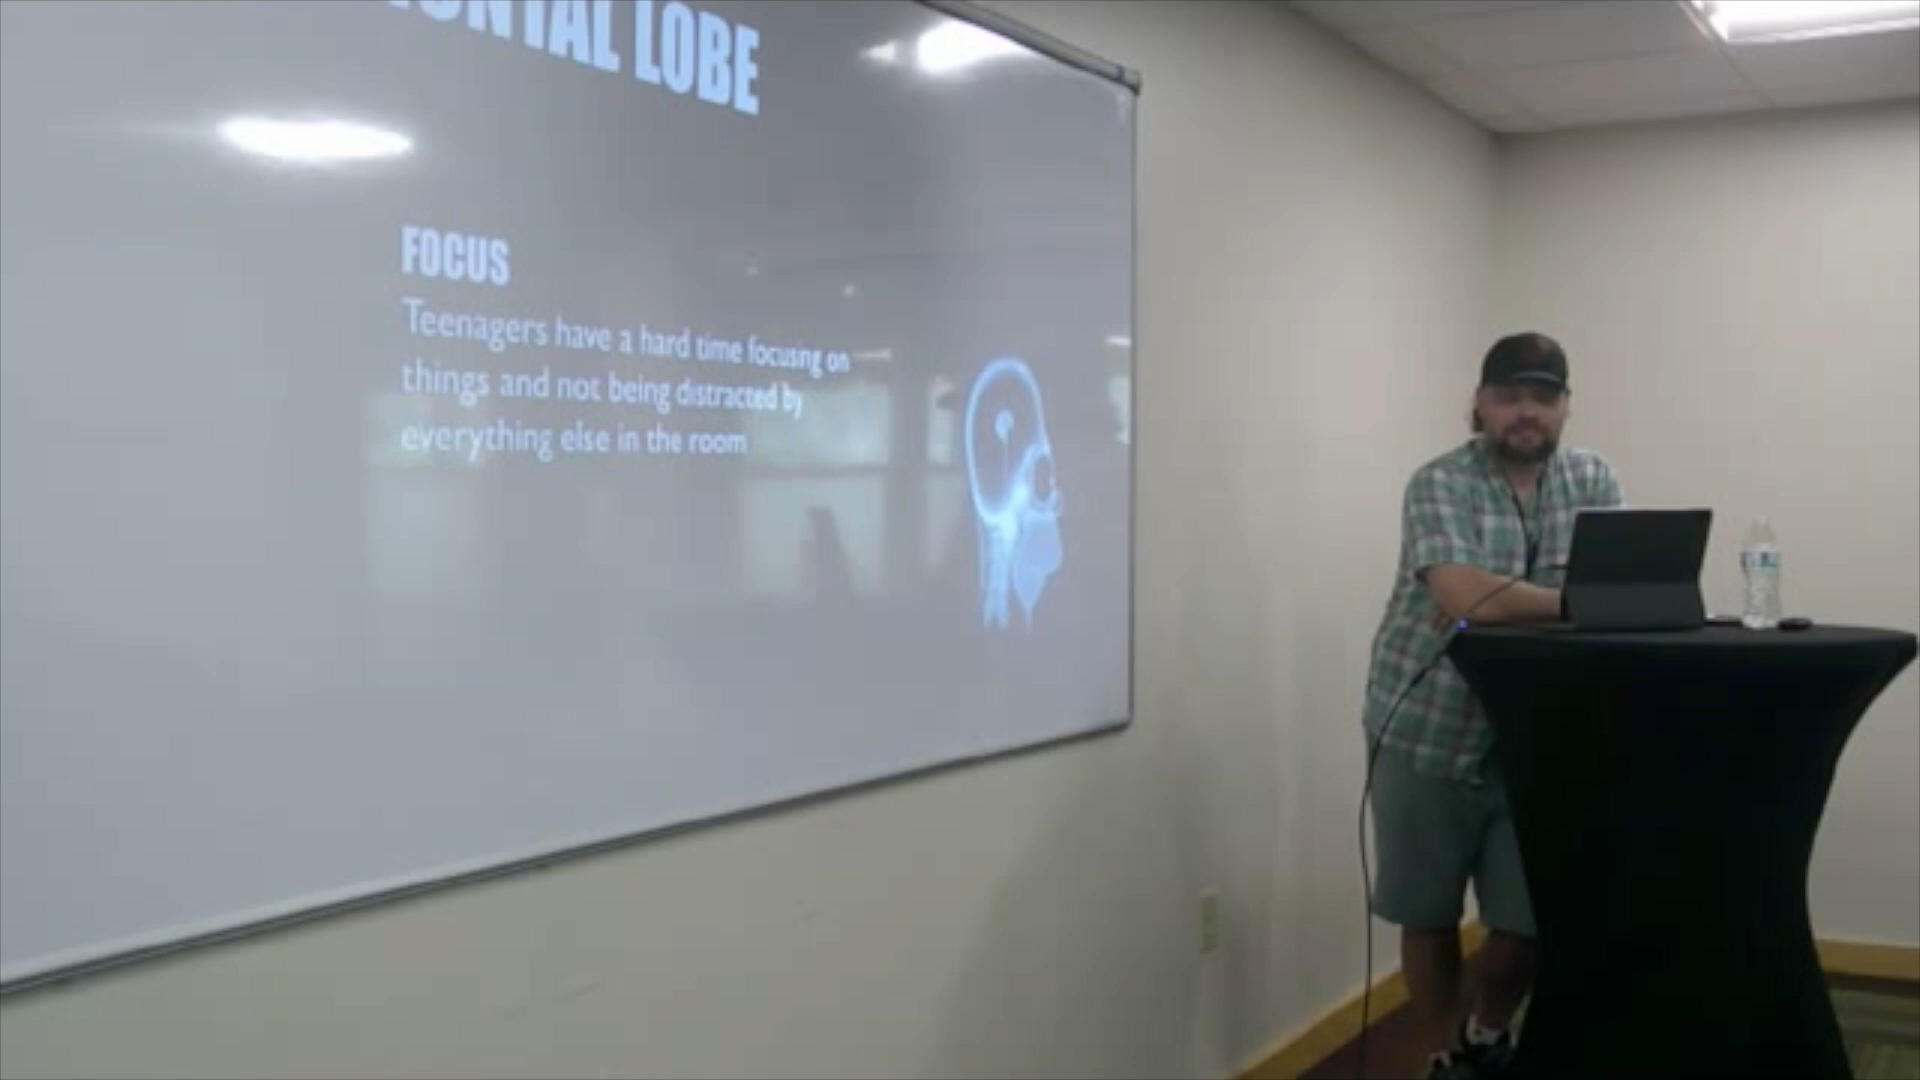 ONTAL LOBE
FOCUS
Teenagers have a hard time focusing on
things and not being distracted by
everything else in the room